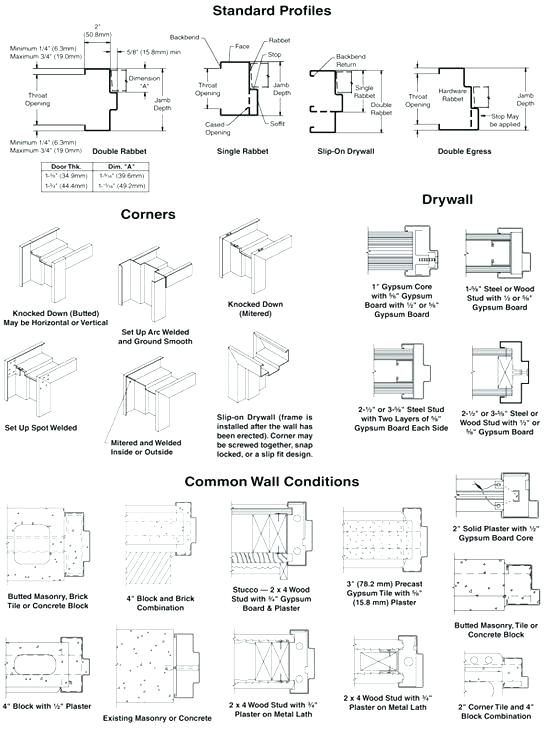 Standard Profiles
2"
(50.8mm)
Minimum 1/4" (6.3mm)
Maximum 3/4" (19.0mm)
5/8" (15.8mm) min
Dimension
"A"
Throat
Opening
Jamb
Depth
Minimum 1/4" (6.3mm)
Maximum 3/4" (19.0mm)
Double Rabbet
Door Thk.
Dim. "A"
1-⅜" (34.9mm)
1-⁹⁄₁₆" (39.6mm)
1-¾" (44.4mm)
1-¹⁵⁄₁₆" (49.2mm)
Backbend
Face
Rabbet
Stop
Throat
Opening
Jamb
Depth
Cased
Opening
Soffit
Single Rabbet
Backbend
Return
Single
Rabbet
Double
Rabbet
Slip-On Drywall
Throat
Opening
Hardware
Rabbet
Jamb
Depth
Stop May
be applied
Double Egress
Corners
Knocked Down (Butted)
May be Horizontal or Vertical
Set Up Arc Welded
and Ground Smooth
Knocked Down
(Mitered)
Set Up Spot Welded
Mitered and Welded
Inside or Outside
Slip-on Drywall (frame is
installed after the wall has
been erected). Corner may
be screwed together, snap
locked, or a slip fit design.
Drywall
1" Gypsum Core
with ⅝" Gypsum
Board with ½" or ⅝"
Gypsum Board
1-⅝" Steel or Wood
Stud with ½ or ⅝"
Gypsum Board
2-½" or 3-⅝" Steel Stud
with Two Layers of ⅝"
Gypsum Board Each Side
2-½" or 3-⅝" Steel or
Wood Stud with ½" or
⅝" Gypsum Board
Common Wall Conditions
Butted Masonry, Brick
Tile or Concrete Block
4" Block and Brick
Combination
Stucco — 2 x 4 Wood
Stud with ¾" Gypsum
Board & Plaster
3" (78.2 mm) Precast
Gypsum Tile with ⅝"
(15.8 mm) Plaster
2" Solid Plaster with ½"
Gypsum Board Core
Butted Masonry, Tile or
Concrete Block
4" Block with ½" Plaster
Existing Masonry or Concrete
2 x 4 Wood Stud with ¾"
Plaster on Metal Lath
2 x 4 Wood Stud with ¾"
Plaster on Metal Lath
2" Corner Tile and 4"
Block Combination